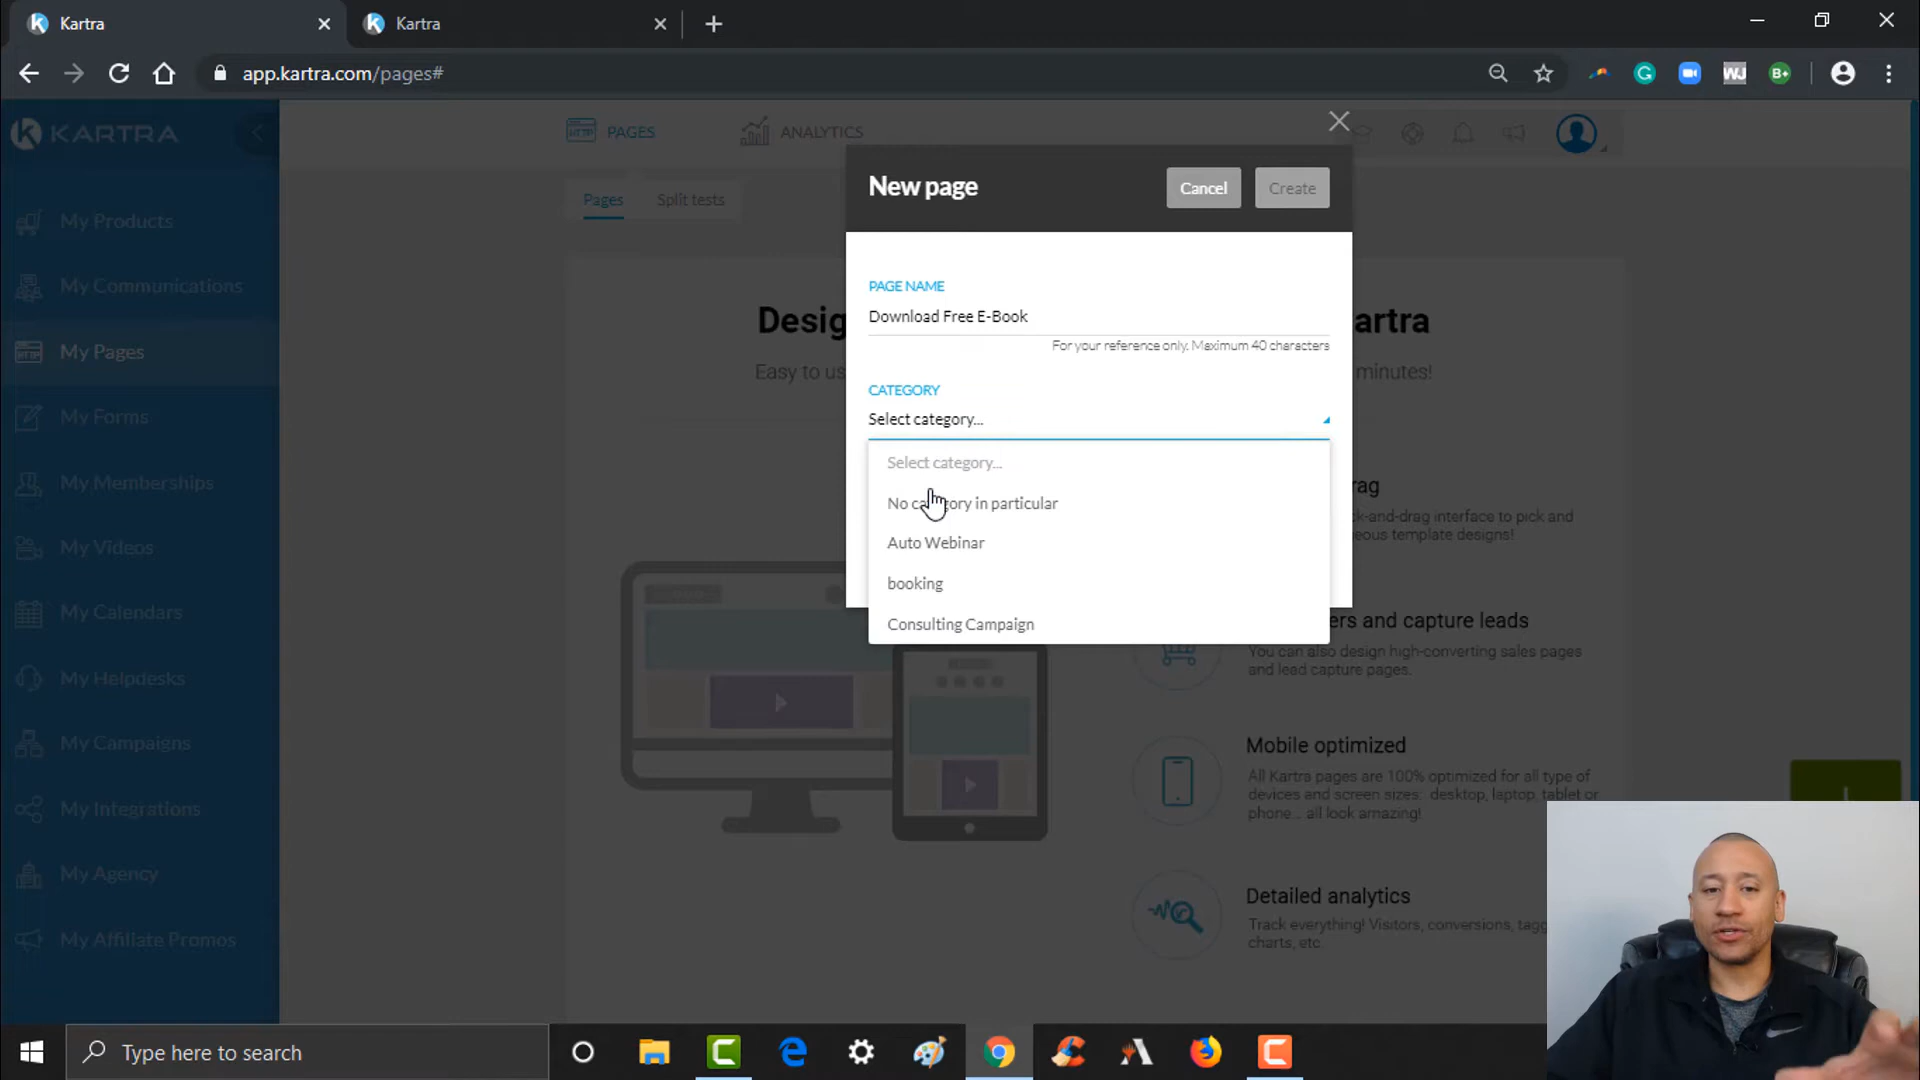 Kartra
Kartra
app.kartra.com/pages#
WJ
B+
KARTRA
PAGES
ANALYTICS
Pages
Split tests
My Products
My Communications
My Pages
My Forms
My Memberships
My Videos
My Calendars
My Helpdesks
My Campaigns
My Integrations
My Agency
My Affiliate Promos
New page
Cancel
Create
PAGE NAME
Download Free E-Book
For your reference only. Maximum 40 characters
CATEGORY
Select category...
Select category...
No category in particular
Auto Webinar
booking
Consulting Campaign
Desig
artra
Easy to u
minutes!
rag
-and-drag interface to pick and
eous template designs!
ers and capture leads
You can also design high-converting sales pages
and lead capture pages.
Mobile optimized
All Kartra pages are 100% optimized for all type of
devices and screen sizes: desktop, laptop, tablet or
phone... all look amazing!
Detailed analytics
Track everything! Visitors, conversions, tagg
charts, etc.
Type here to search